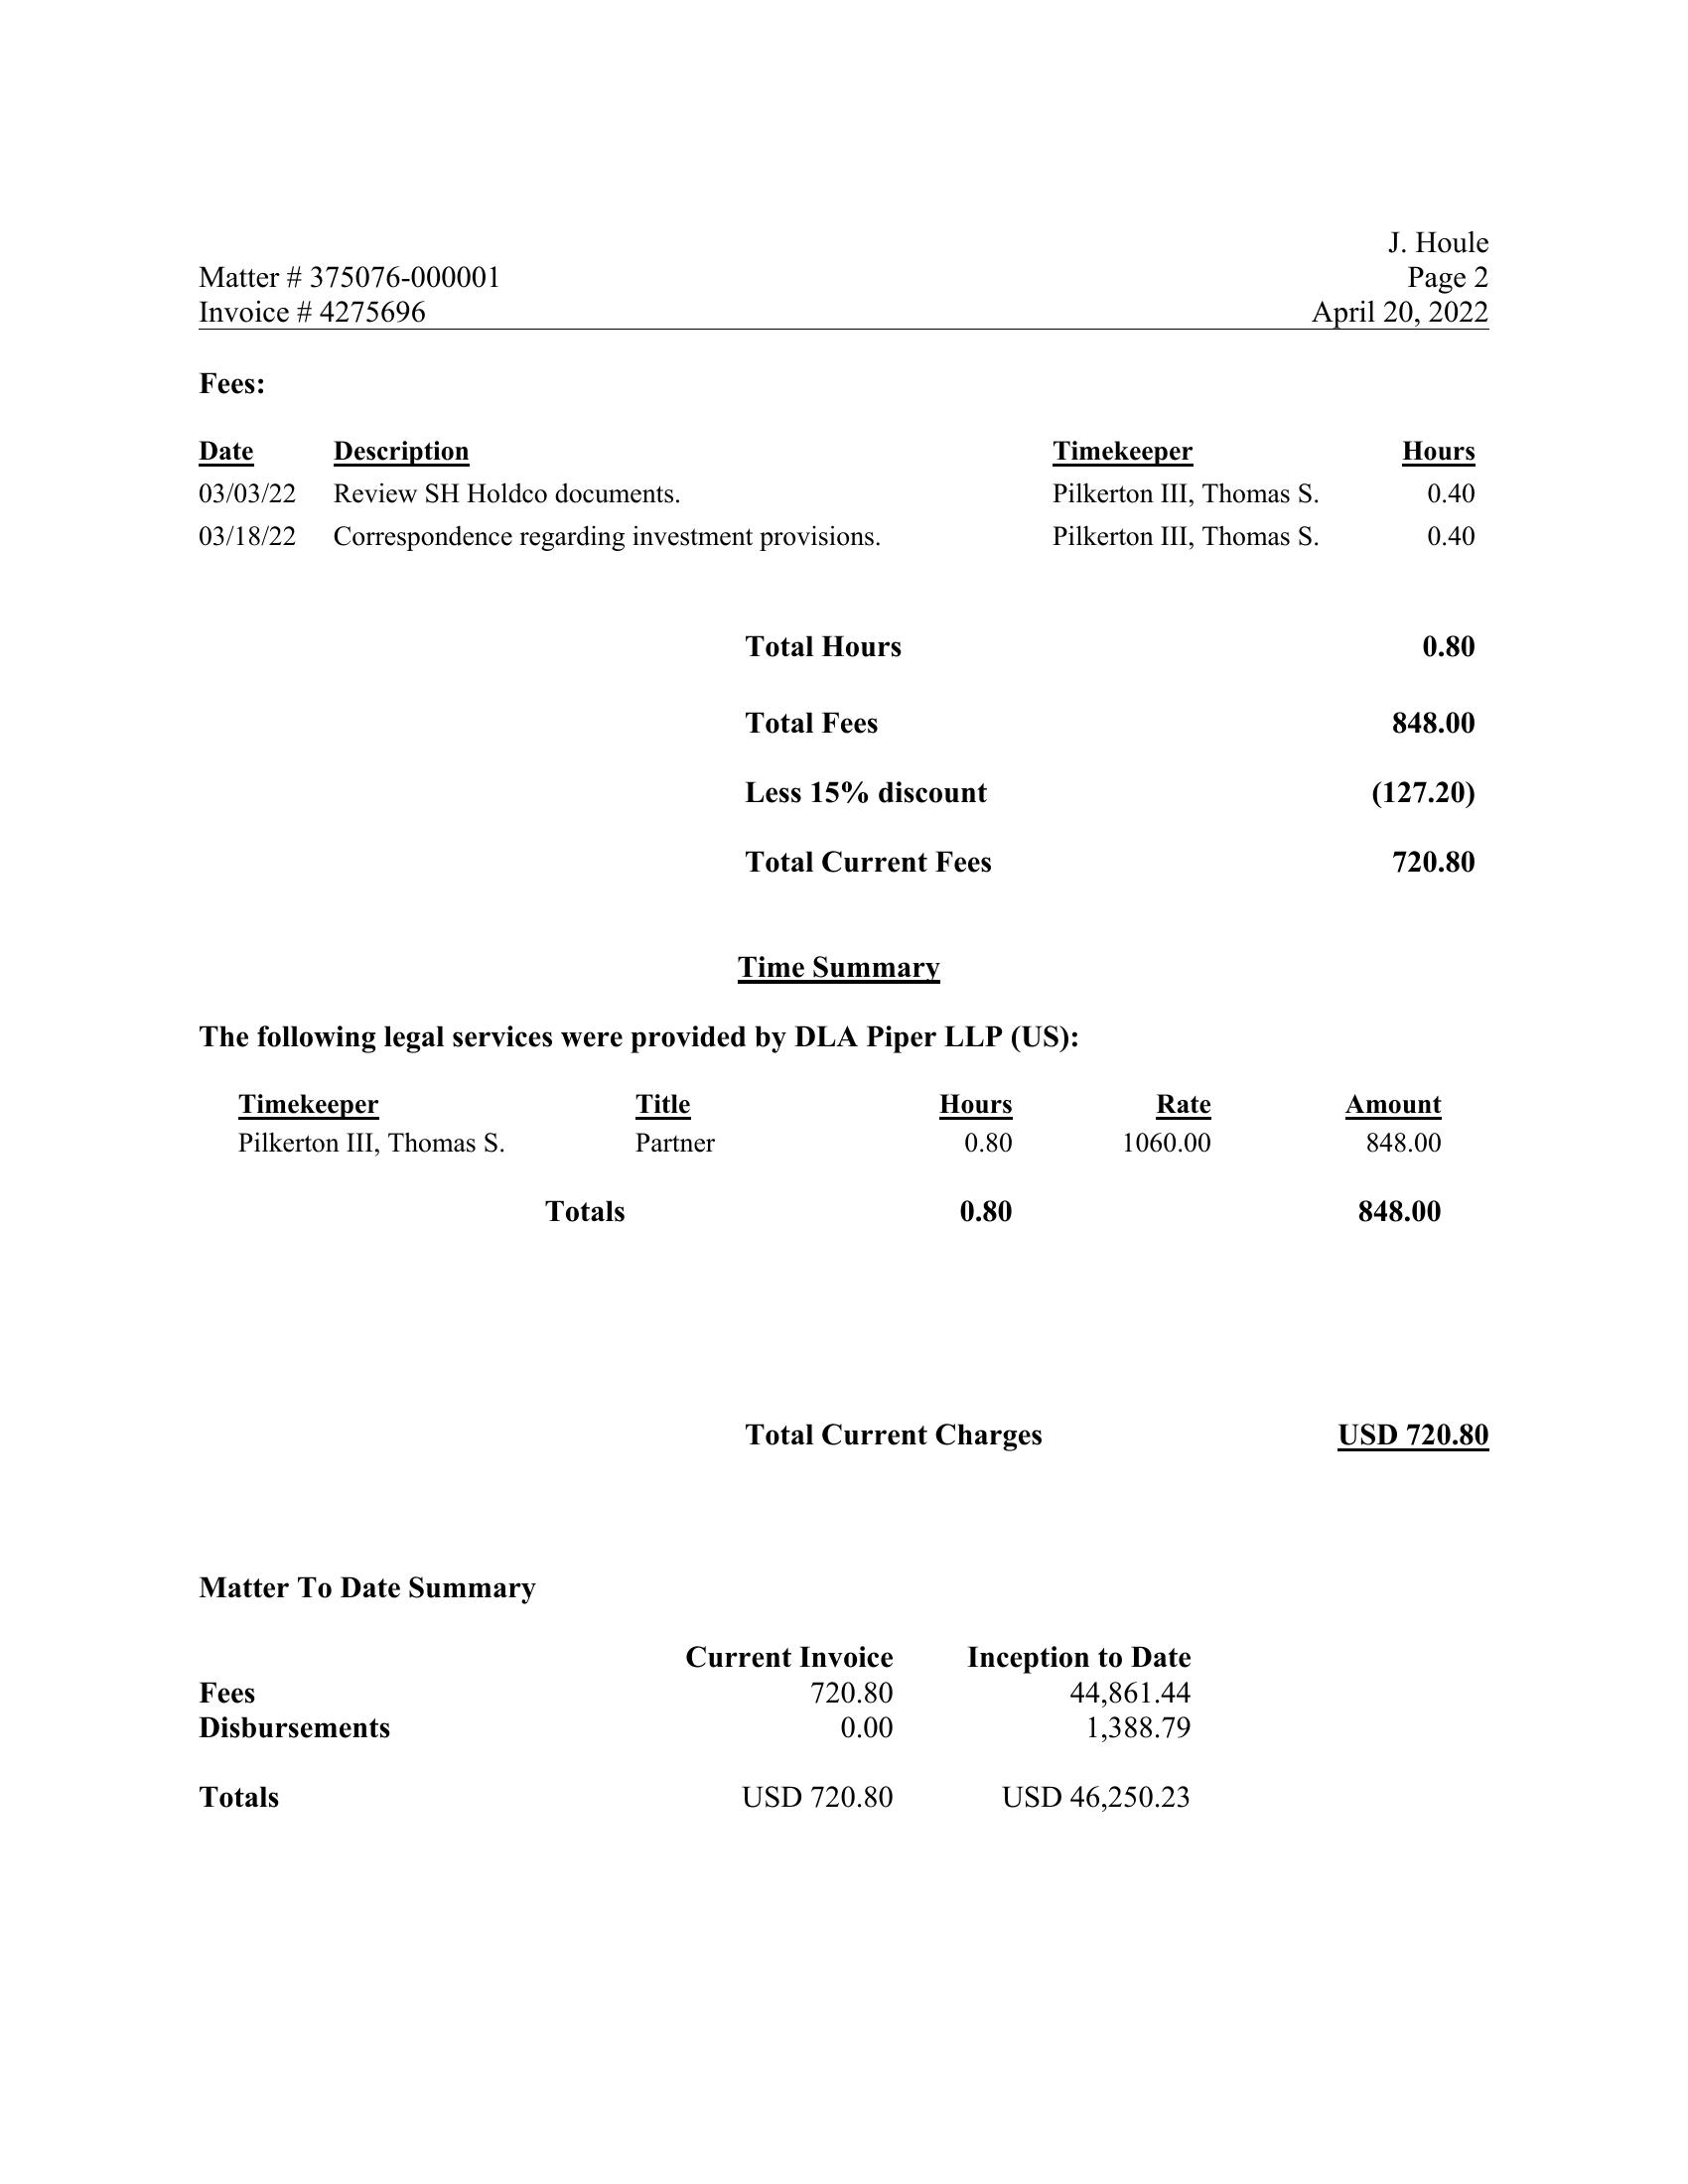 J. Houle
Matter # 375076-000001 Page 2
Invoice # 4275696 April 20, 2022
Fees:
Date Description Timekeeper Hours
03/03/22 Review SH Holdco documents. Pilkerton III, Thomas S. 0.40
03/18/22 Correspondence regarding investment provisions. Pilkerton III, Thomas S. 0.40
Total Hours 0.80
Total Fees 848.00
Less 15% discount (127.20)
Total Current Fees 720.80
Time Summary
The following legal services were provided by DLA Piper LLP (US):
Timekeeper Title Hours Rate Amount
Pilkerton III, Thomas S. Partner 0.80 1060.00 848.00
Totals 0.80 848.00
Total Current Charges USD 720.80
Matter To Date Summary
Current Invoice Inception to Date
Fees 720.80 44,861.44
Disbursements 0.00 1,388.79
Totals USD 720.80 USD 46,250.23